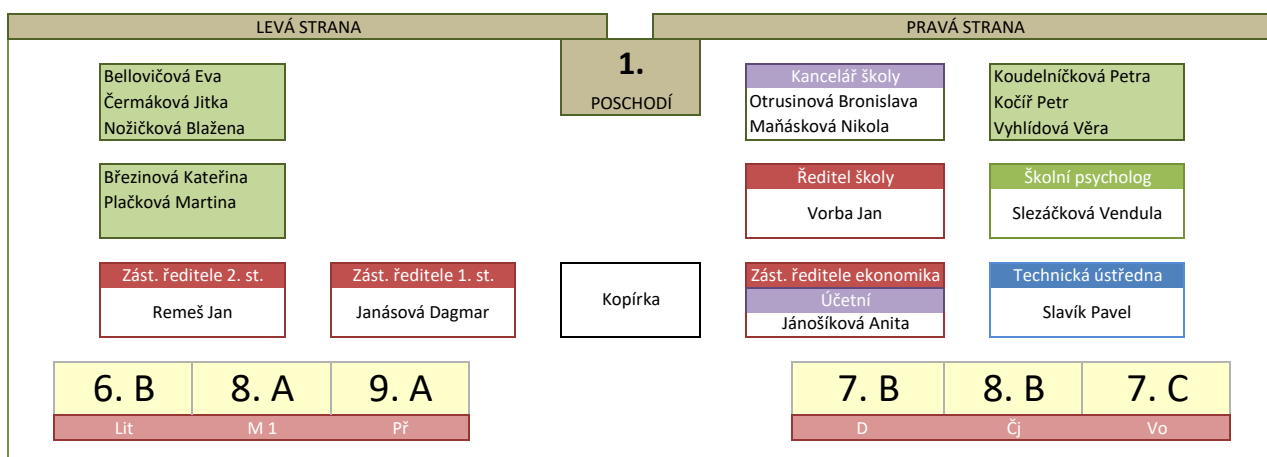 LEVÁ STRANA
PRAVÁ STRANA
1.
POSCHODÍ
Bellovičová Eva
Čermáková Jitka
Nožičková Blažena
Kancelář školy
Otrusinová Bronislava
Maňásková Nikola
Koudelníčková Petra
Kočíř Petr
Vyhlídová Věra
Březinová Kateřina
Plačková Martina
Ředitel školy
Vorba Jan
Školní psycholog
Slezáčková Vendula
Zást. ředitele 2. st.
Remeš Jan
Zást. ředitele 1. st.
Janásová Dagmar
Kopírka
Zást. ředitele ekonomika
Účetní
Jánošíková Anita
Technická ústředna
Slavík Pavel
6. B
8. A
9. A
7. B
8. B
7. C
Lit
M 1
Př
D
Čj
Vo